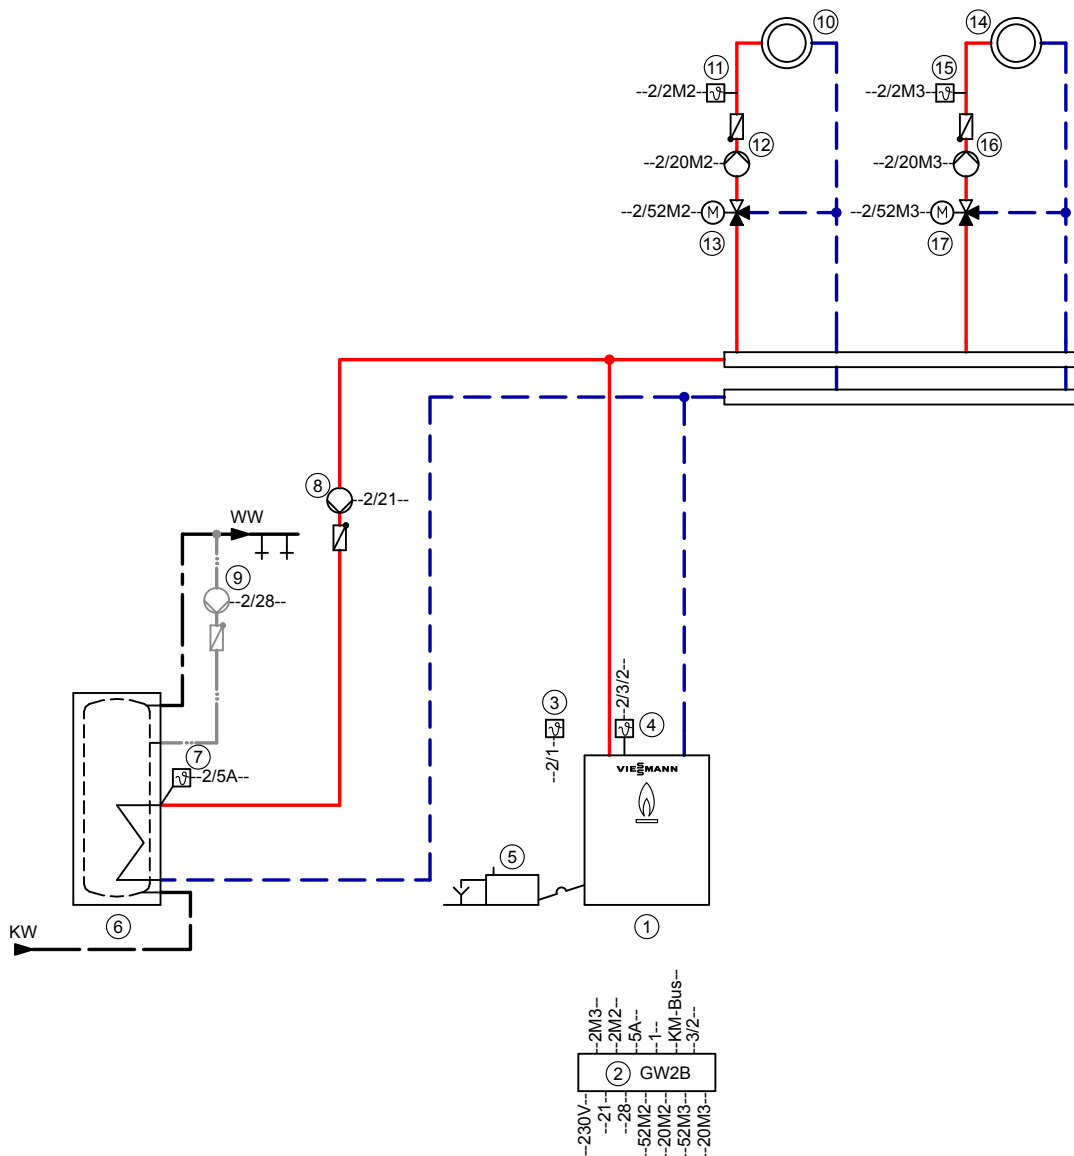 10
14
11
15
--2/2M2--
--2/2M3--
12
16
--2/20M2--
--2/20M3--
--2/52M2--
M
--2/52M3--
M
13
17
8
--2/21--
WW
9
--2/28--
3
--2/3/2--
4
7
--2/5A--
--2/1--
VIESSMANN
5
6
1
KW
--2M3--
--2M2--
--5A--
--1--
--KM-Bus--
--3/2--
2 GW2B
--230V--
--21--
--28--
--52M2--
--20M2--
--52M3--
--20M3--